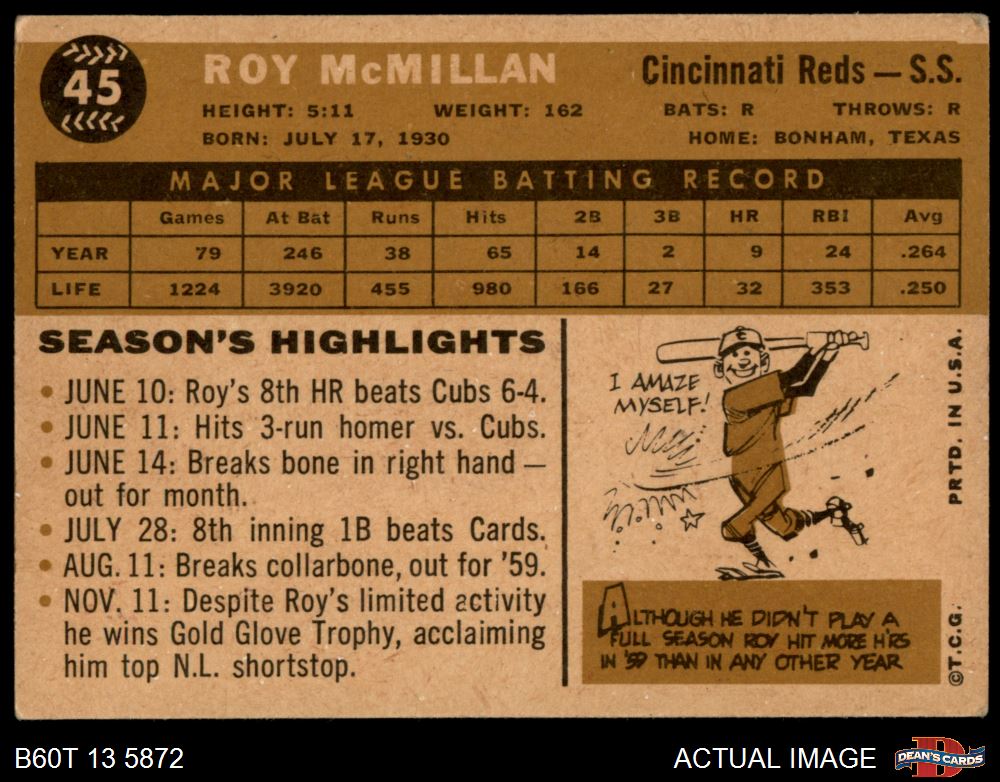 45
ROY McMILLAN
Cincinnati Reds — S.S.
HEIGHT: 5:11 WEIGHT: 162 BATS: R THROWS: R
BORN: JULY 17, 1930 HOME: BONHAM, TEXAS
MAJOR LEAGUE BATTING RECORD
Games At Bat Runs Hits 2B 3B HR RBI Avg
YEAR 79 246 38 65 14 2 9 24 .264
LIFE 1224 3920 455 980 166 27 32 353 .250
SEASON'S HIGHLIGHTS
• JUNE 10: Roy's 8th HR beats Cubs 6-4.
• JUNE 11: Hits 3-run homer vs. Cubs.
• JUNE 14: Breaks bone in right hand —
out for month.
• JULY 28: 8th inning 1B beats Cards.
• AUG. 11: Breaks collarbone, out for '59.
• NOV. 11: Despite Roy's limited activity
he wins Gold Glove Trophy, acclaiming
him top N.L. shortstop.
I AMAZE
MYSELF!
C
ALTHOUGH HE DIDN'T PLAY A
FULL SEASON ROY HIT MORE H'RS
IN '59 THAN IN ANY OTHER YEAR
©T.C.G. PRTD. IN U.S.A.
B60T 13 5872
ACTUAL IMAGE
D
DEAN'S CARDS